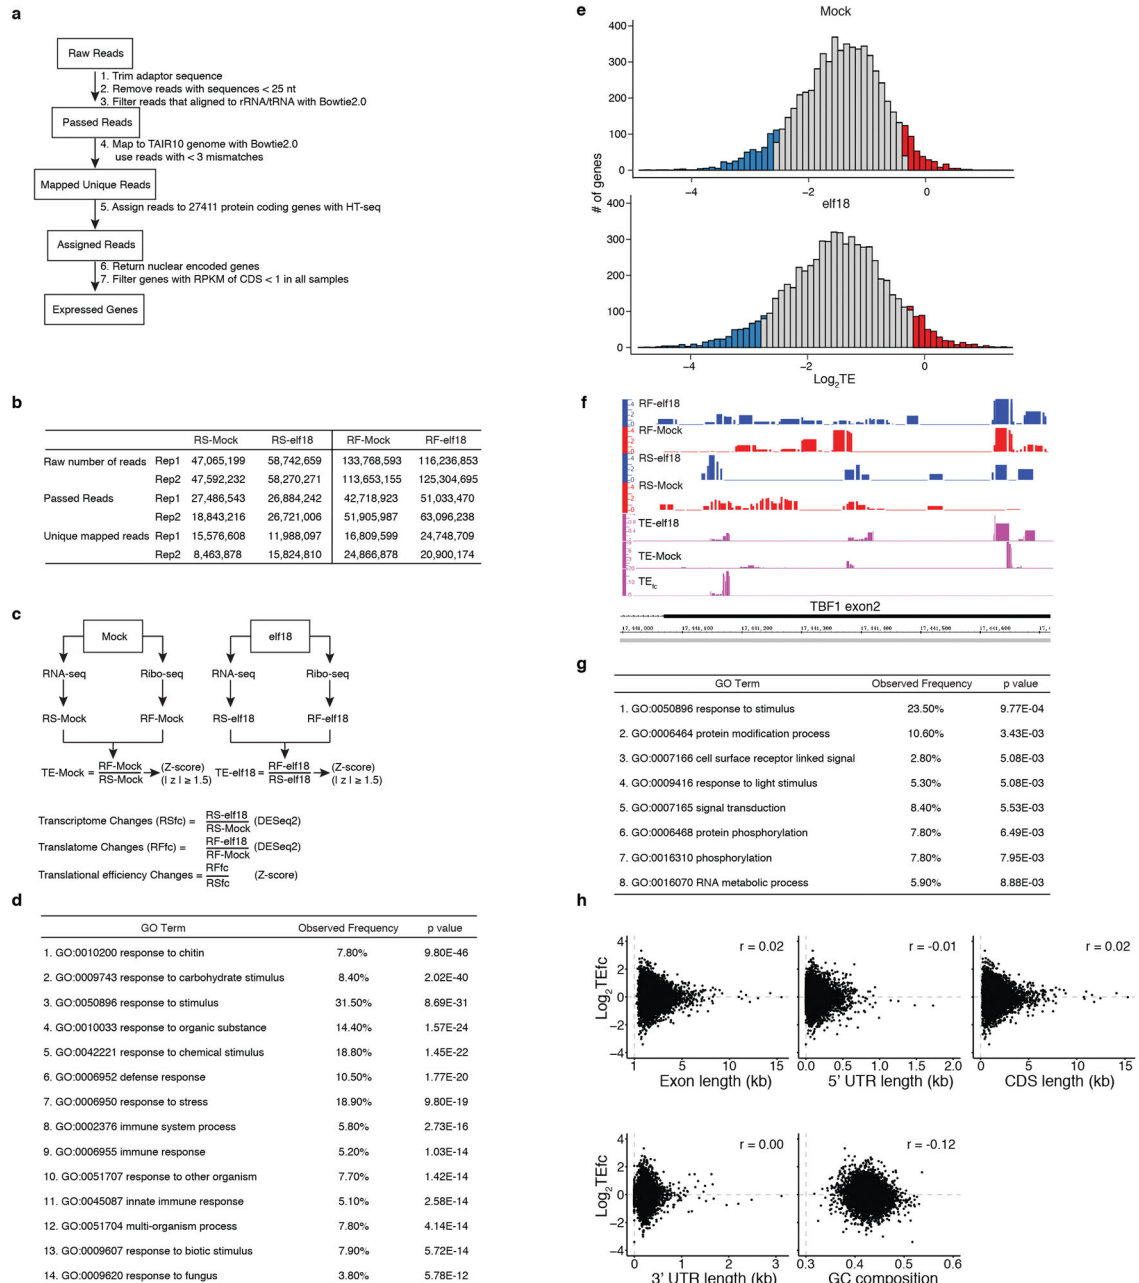 a
Raw Reads
1. Trim adaptor sequence
2. Remove reads with sequences < 25 nt
3. Filter reads that aligned to rRNA/tRNA with Bowtie2.0
Passed Reads
4. Map to TAIR10 genome with Bowtie2.0
use reads with < 3 mismatches
Mapped Unique Reads
5. Assign reads to 27411 protein coding genes with HT-seq
Assigned Reads
6. Return nuclear encoded genes
7. Filter genes with RPKM of CDS < 1 in all samples
Expressed Genes
b
RS-Mock RS-elf18 RF-Mock RF-elf18
Raw number of reads Rep1 47,065,199 58,742,659 133,768,593 116,236,853
Rep2 47,592,232 58,270,271 113,653,155 125,304,695
Passed Reads Rep1 27,486,543 26,884,242 42,718,923 51,033,470
Rep2 18,843,216 26,721,006 51,905,987 63,096,238
Unique mapped reads Rep1 15,576,608 11,988,097 16,809,599 24,748,709
Rep2 8,463,878 15,824,810 24,866,878 20,900,174
c
Mock elf18
RNA-seq Ribo-seq RNA-seq Ribo-seq
RS-Mock RF-Mock RS-elf18 RF-elf18
TE-Mock = RF-Mock RS-Mock (Z-score) (| z | ≥ 1.5) TE-elf18= RF-elf18 RS-elf18 (Z-score) (| z | ≥ 1.5)
Transcriptome Changes (RSfc) = RS-elf18 RS-Mock (DESeq2)
Translatome Changes (RFfc) = RF-elf18 RF-Mock (DESeq2)
Translational efficiency Changes = RFfc RSfc (Z-score)
d
GO Term Observed Frequency p value
1. GO:0010200 response to chitin 7.80% 9.80E-46
2. GO:0009743 response to carbohydrate stimulus 8.40% 2.02E-40
3. GO:0050896 response to stimulus 31.50% 8.69E-31
4. GO:0010033 response to organic substance 14.40% 1.57E-24
5. GO:0042221 response to chemical stimulus 18.80% 1.45E-22
6. GO:0006952 defense response 10.50% 1.77E-20
7. GO:0006950 response to stress 18.90% 9.80E-19
8. GO:0002376 immune system process 5.80% 2.73E-16
9. GO:0006955 immune response 5.20% 1.03E-14
10. GO:0051707 response to other organism 7.70% 1.42E-14
11. GO:0045087 innate immune response 5.10% 2.58E-14
12. GO:0051704 multi-organism process 7.80% 4.14E-14
13. GO:0009607 response to biotic stimulus 7.90% 5.72E-14
14. GO:0009620 response to fungus 3.80% 5.78E-12
e
Mock
400
300
200
100
0
−4 −2 0
# of genes
elf18
400
300
200
100
0
−4 −2 0
Log2TE
f
RF-elf18
RF-Mock
RS-elf18
RS-Mock
TE-elf18
TE-Mock
TEfc
TBF1 exon2
17,441,000 17,441,100 17,441,200 17,441,300 17,441,400 17,441,500 17,441,600
g
GO Term Observed Frequency p value
1. GO:0050896 response to stimulus 23.50% 9.77E-04
2. GO:0006464 protein modification process 10.60% 3.43E-03
3. GO:0007166 cell surface receptor linked signal 2.80% 5.08E-03
4. GO:0009416 response to light stimulus 5.30% 5.08E-03
5. GO:0007165 signal transduction 8.40% 5.53E-03
6. GO:0006468 protein phosphorylation 7.80% 6.49E-03
7. GO:0016310 phosphorylation 7.80% 7.95E-03
8. GO:0016070 RNA metabolic process 5.90% 8.88E-03
h
r = 0.02 r = -0.01 r = 0.02
Log2TEfc
4
2
0
−2
−4
1 5 10 15 0.0 0.5 1.0 1.5 2.0 0 5 10 15
Exon length (kb) 5' UTR length (kb) CDS length (kb)
r = 0.00 r = -0.12
Log2TEfc
4
2
0
−2
−4
0 1 2 3 0.3 0.4 0.5 0.6
3' UTR length (kb) GC composition